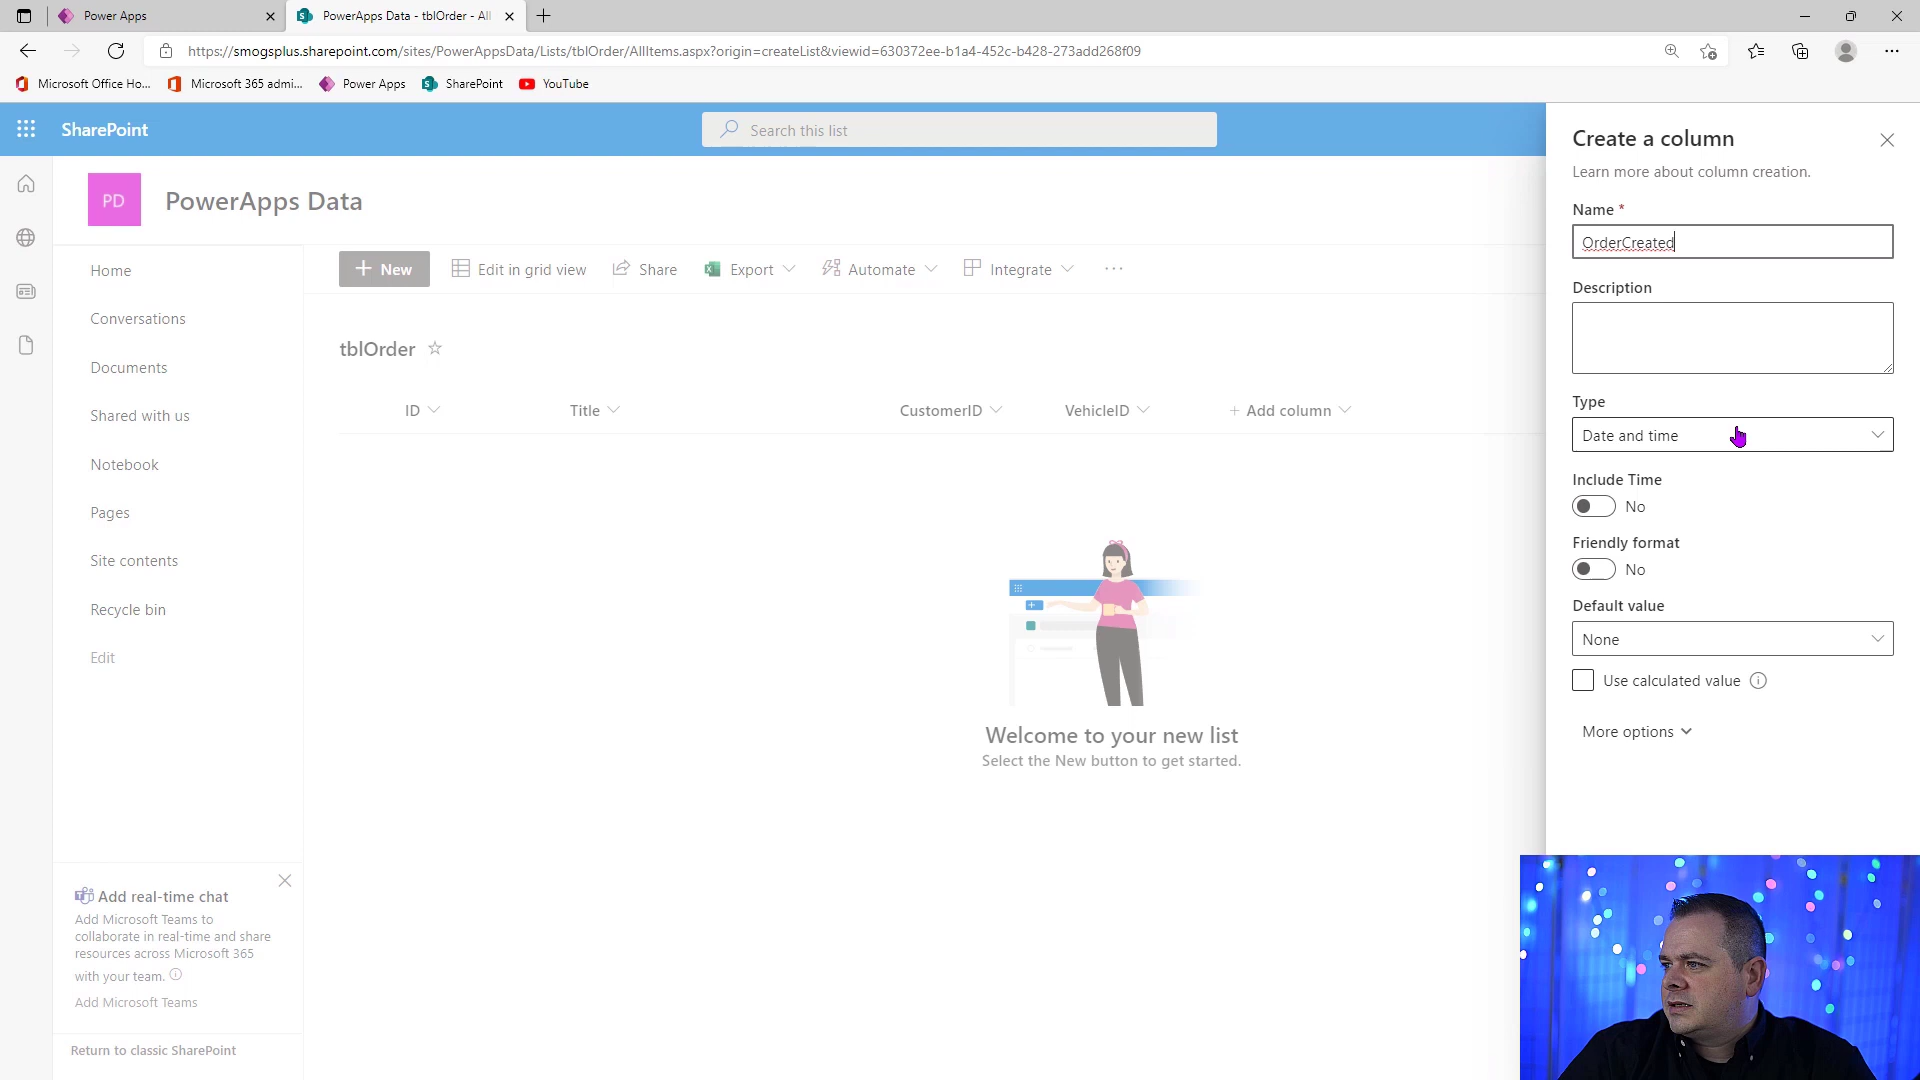 Power Apps
PowerApps Data - tblOrder - All
https://smogsplus.sharepoint.com/sites/PowerAppsData/Lists/tblOrder/AllItems.aspx?origin=createList&viewid=630372ee-b1a4-452c-b428-273add268f09
Microsoft Office Ho...
Microsoft 365 admi...
Power Apps
SharePoint
YouTube
SharePoint
Search this list
PD
PowerApps Data
Home
Conversations
Documents
Shared with us
Notebook
Pages
Site contents
Recycle bin
Edit
+ New
Edit in grid view
Share
Export
Automate
Integrate
...
tblOrder
ID
Title
CustomerID
VehicleID
+ Add column
Welcome to your new list
Select the New button to get started.
Add real-time chat
Add Microsoft Teams to
collaborate in real-time and share
resources across Microsoft 365
with your team.
Add Microsoft Teams
Return to classic SharePoint
Create a column
Learn more about column creation.
Name *
OrderCreated
Description
Type
Date and time
Include Time
No
Friendly format
No
Default value
None
Use calculated value
More options